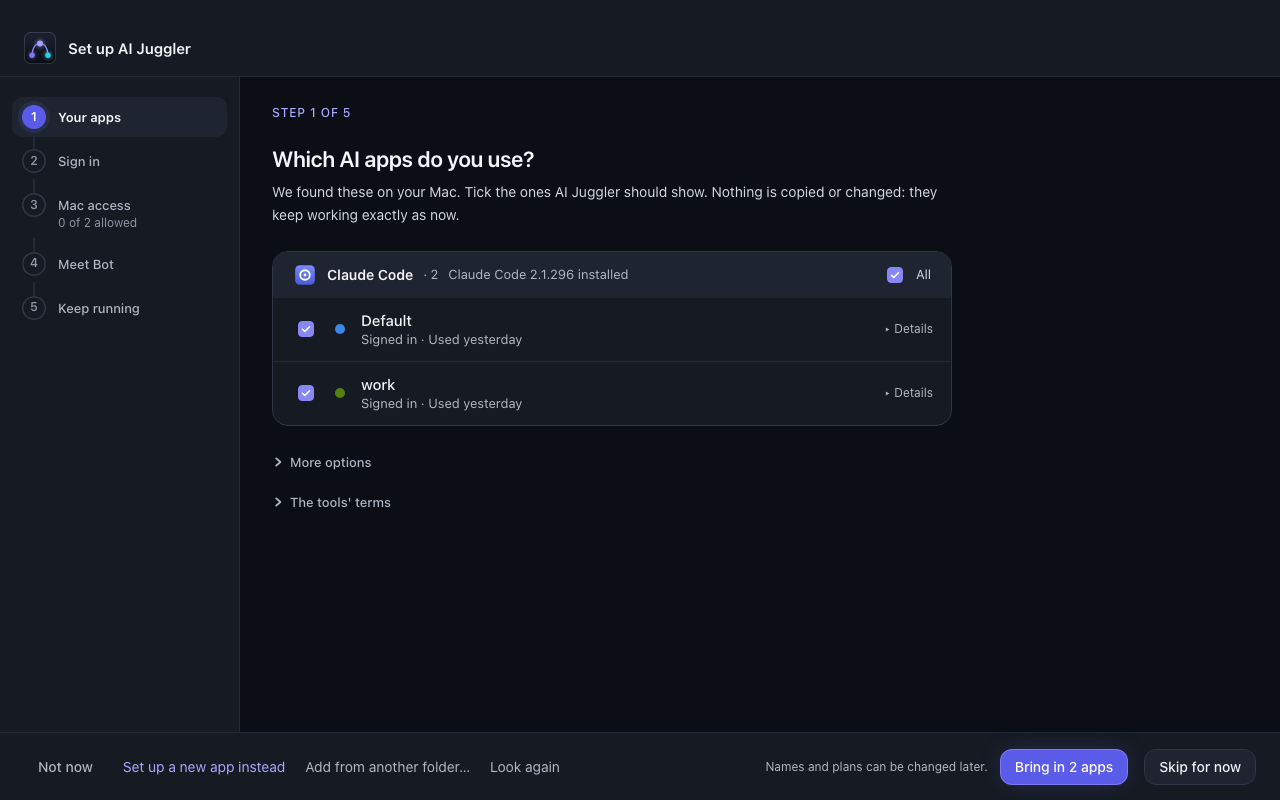 Set up AI Juggler
1 Your apps
2 Sign in
3 Mac access
0 of 2 allowed
4 Meet Bot
5 Keep running
STEP 1 OF 5
Which AI apps do you use?
We found these on your Mac. Tick the ones AI Juggler should show. Nothing is copied or changed: they
keep working exactly as now.
Claude Code · 2 Claude Code 2.1.296 installed All
Default
Signed in · Used yesterday
Details
work
Signed in · Used yesterday
Details
More options
The tools' terms
Not now Set up a new app instead Add from another folder... Look again Names and plans can be changed later. Bring in 2 apps Skip for now